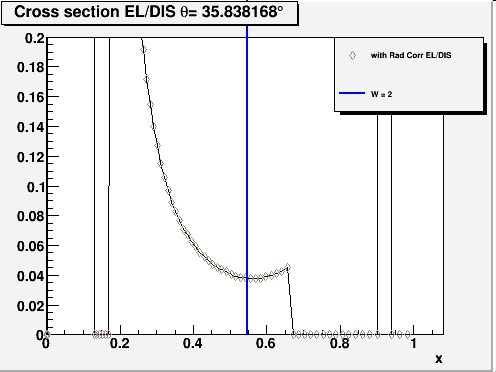 Cross section EL/DIS θ= 35.838168°
with Rad Corr EL/DIS
W = 2
0.2
0.18
0.16
0.14
0.12
0.1
0.08
0.06
0.04
0.02
0
0 0.2 0.4 0.6 0.8 1
x